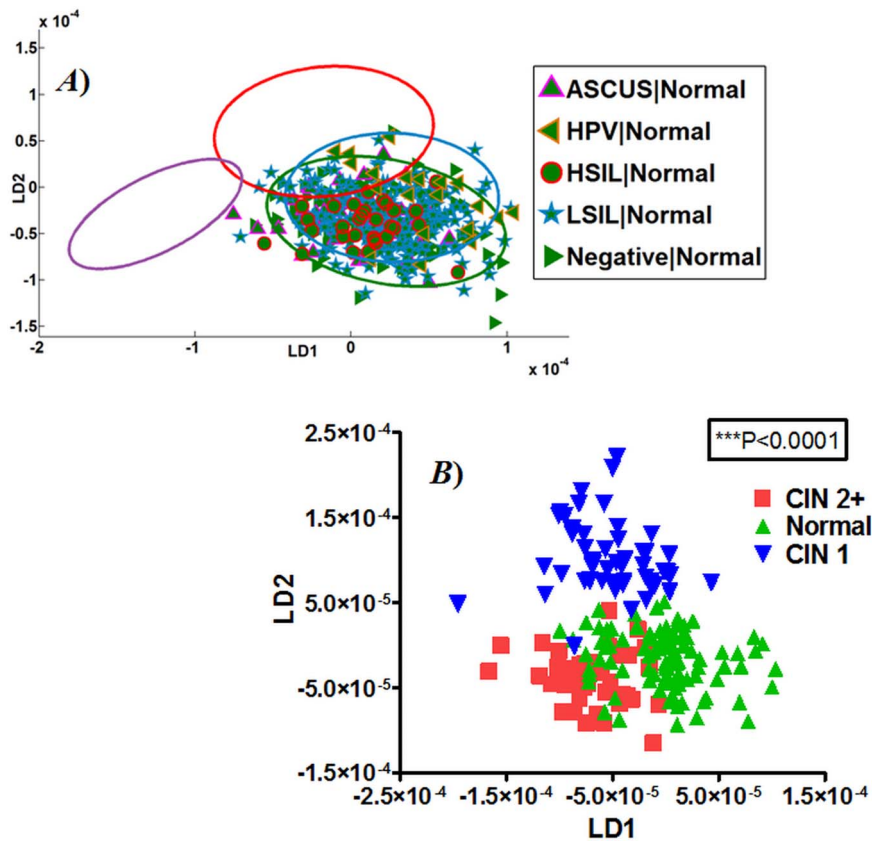 x 10⁻⁴
1.5
A)
1
0.5
LD2
0
-0.5
-1
-1.5
-2
-1
LD1
0
1
x 10⁻⁴
ASCUS|Normal
HPV|Normal
HSIL|Normal
LSIL|Normal
Negative|Normal
B)
***P<0.0001
CIN 2+
Normal
CIN 1
2.5×10⁻⁴
1.5×10⁻⁴
5.0×10⁻⁵
-5.0×10⁻⁵
-1.5×10⁻⁴
LD2
-2.5×10⁻⁴
-1.5×10⁻⁴
-5.0×10⁻⁵
5.0×10⁻⁵
1.5×10⁻⁴
LD1